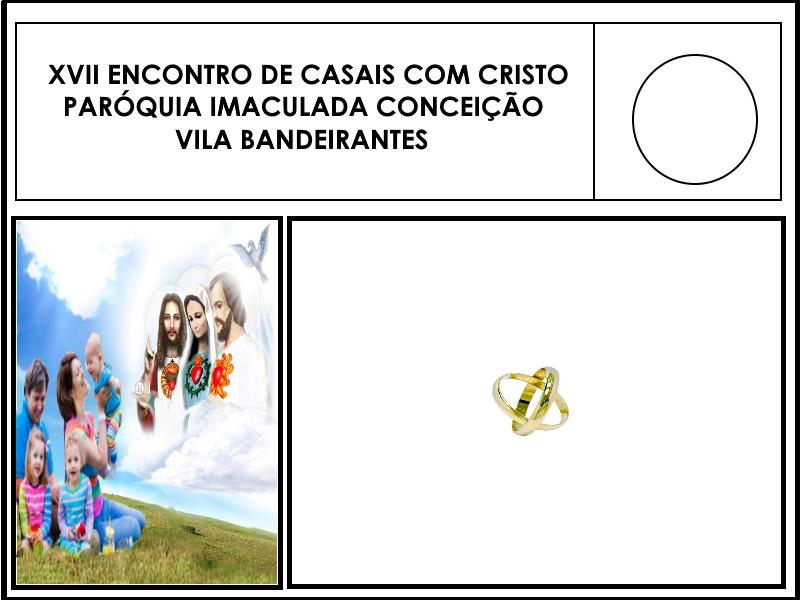 XVII ENCONTRO DE CASAIS COM CRISTO
PARÓQUIA IMACULADA CONCEIÇÃO
VILA BANDEIRANTES